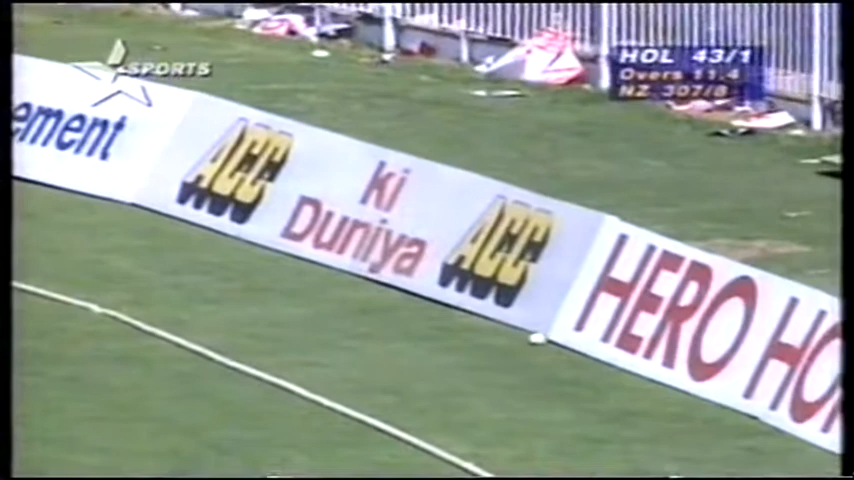 SPORTS
HOL 43/1
Overs 11.4
NZ 307/8
ement
ACC
ki
Duniya
ACC
HERO HO